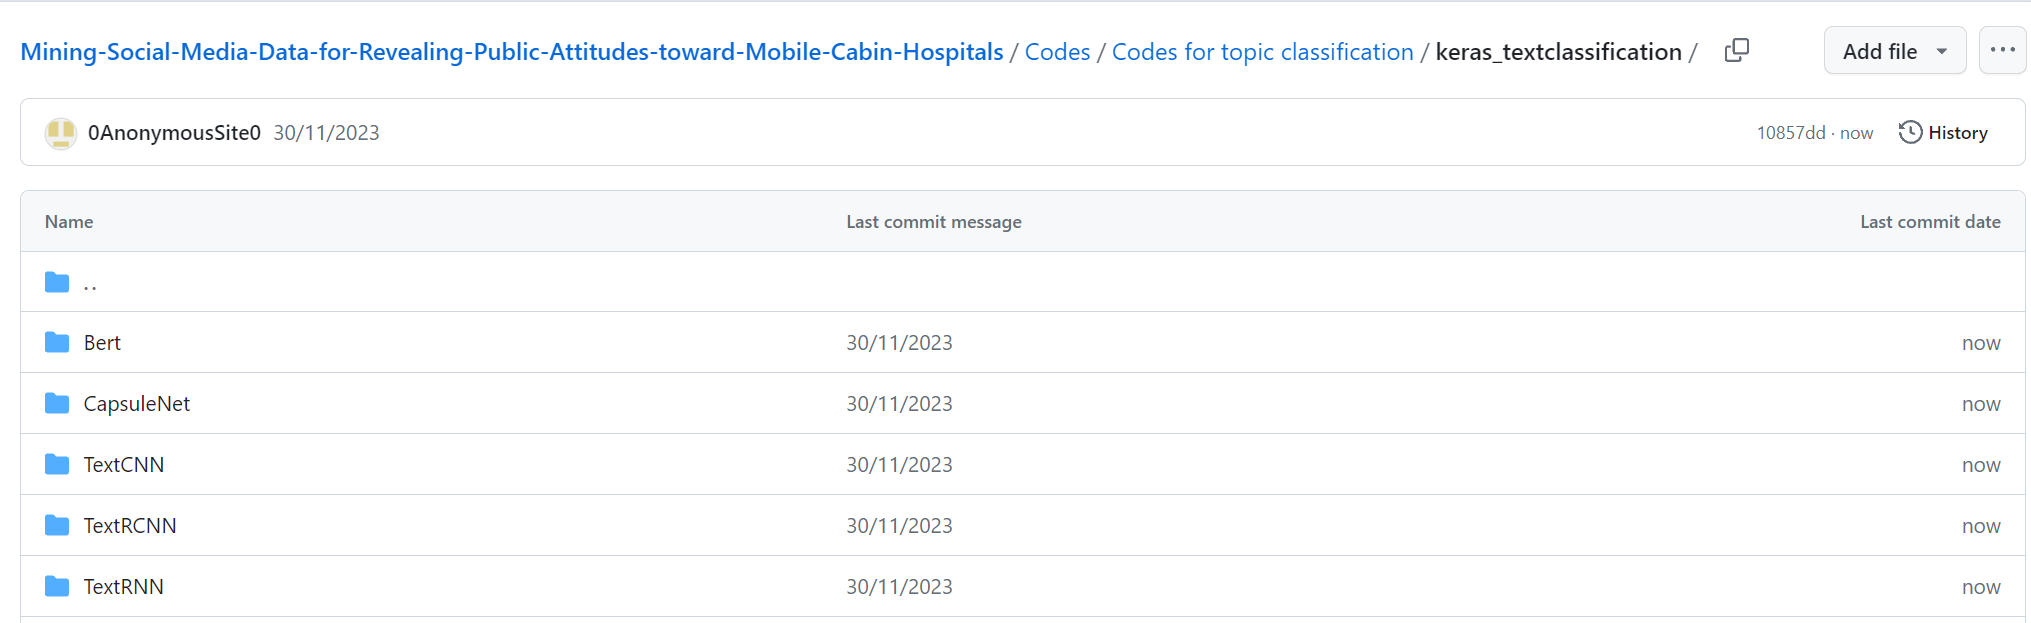 Mining-Social-Media-Data-for-Revealing-Public-Attitudes-toward-Mobile-Cabin-Hospitals / Codes / Codes for topic classification / keras_textclassification / Add file ...
0AnonymousSite0 30/11/2023 10857dd · now History
Name Last commit message Last commit date
..
Bert 30/11/2023 now
CapsuleNet 30/11/2023 now
TextCNN 30/11/2023 now
TextRCNN 30/11/2023 now
TextRNN 30/11/2023 now